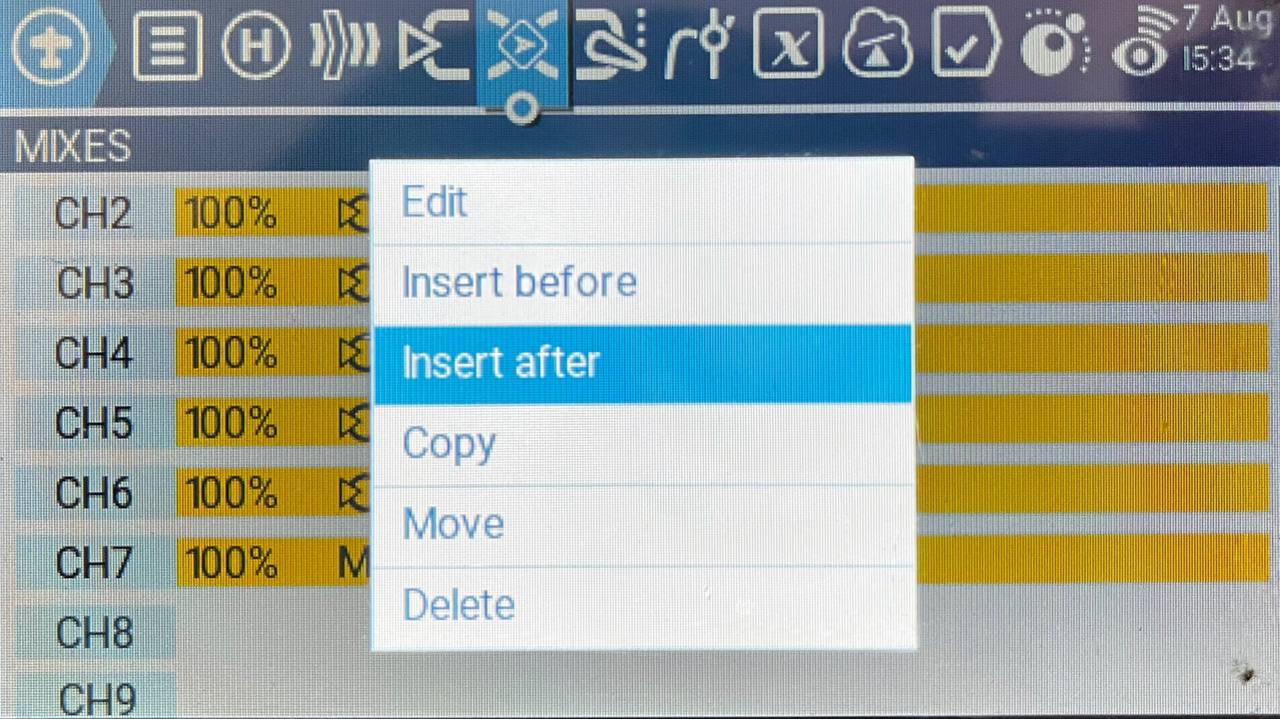 7 Aug
15:34
MIXES
CH2 100%
CH3 100%
CH4 100%
CH5 100%
CH6 100%
CH7 100% M
CH8
CH9
Edit
Insert before
Insert after
Copy
Move
Delete